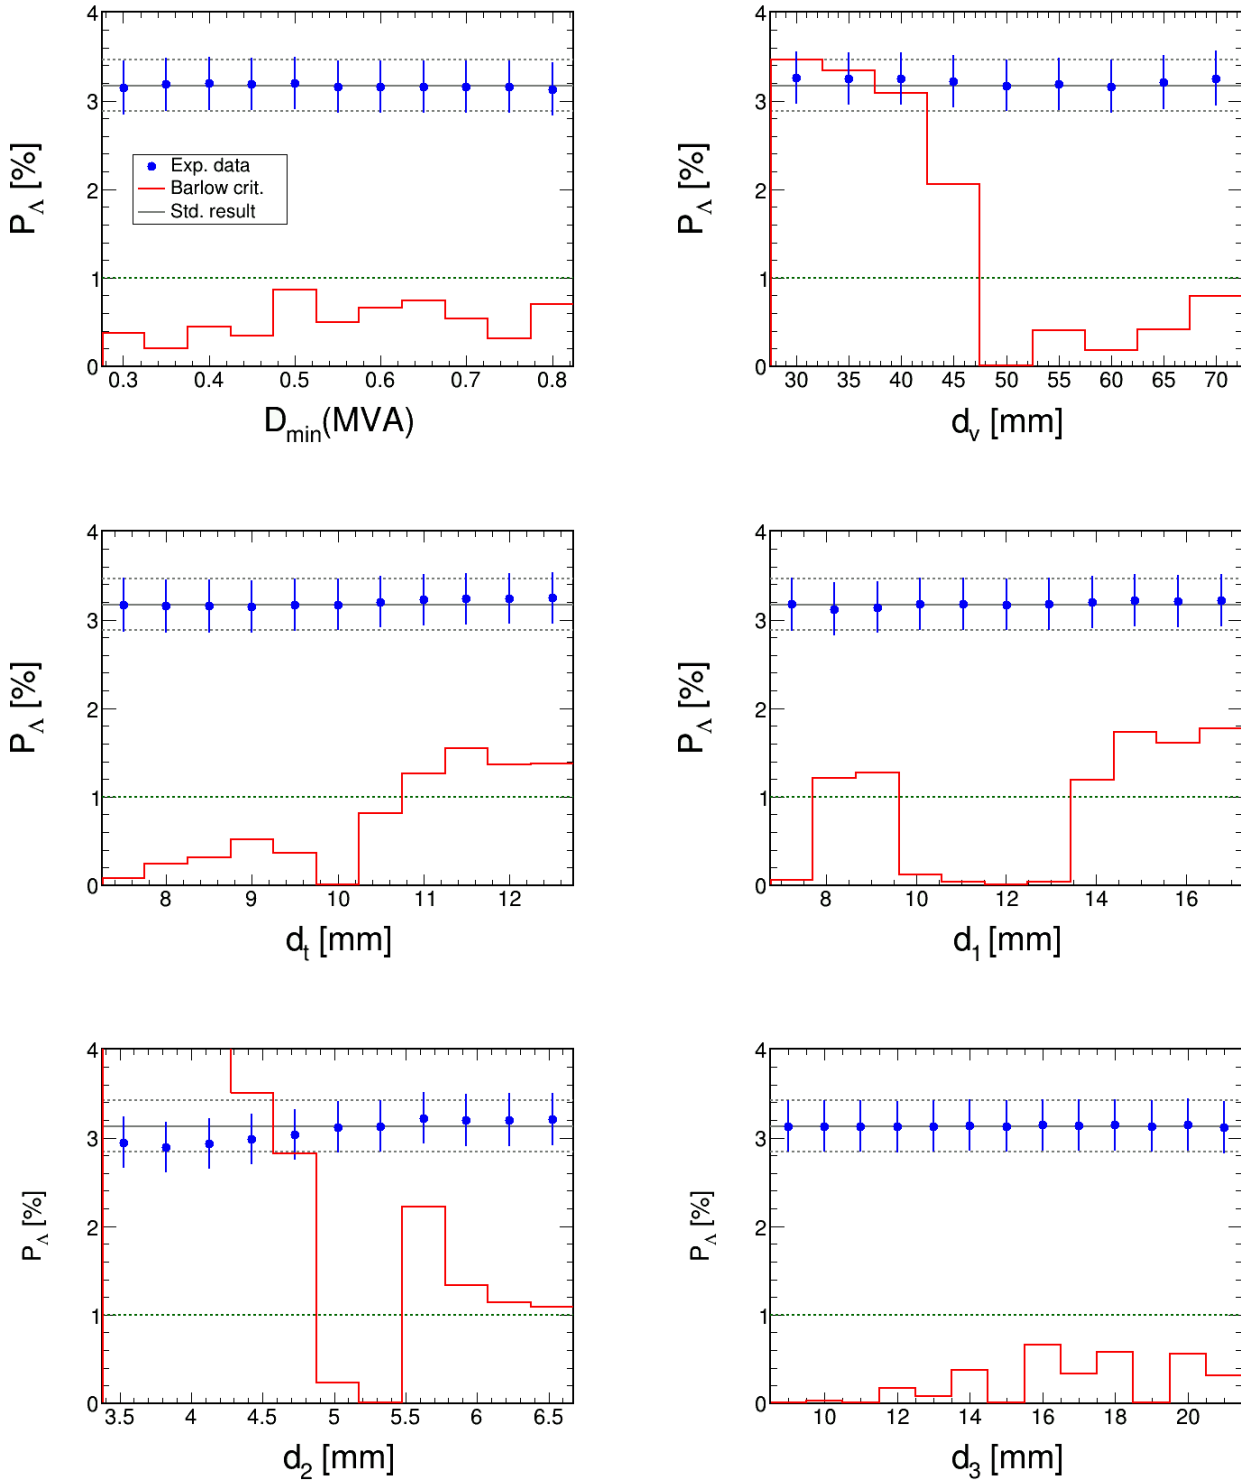 P_Λ [%]
4
3
2
1
0
Exp. data
Barlow crit.
Std. result
0.3 0.4 0.5 0.6 0.7 0.8
D_min(MVA)
P_Λ [%]
4
3
2
1
0
30 35 40 45 50 55 60 65 70
d_v [mm]
P_Λ [%]
4
3
2
1
0
8 9 10 11 12
d_t [mm]
P_Λ [%]
4
3
2
1
0
8 10 12 14 16
d_1 [mm]
P_Λ [%]
4
3
2
1
0
3.5 4 4.5 5 5.5 6 6.5
d_2 [mm]
P_Λ [%]
4
3
2
1
0
10 12 14 16 18 20
d_3 [mm]